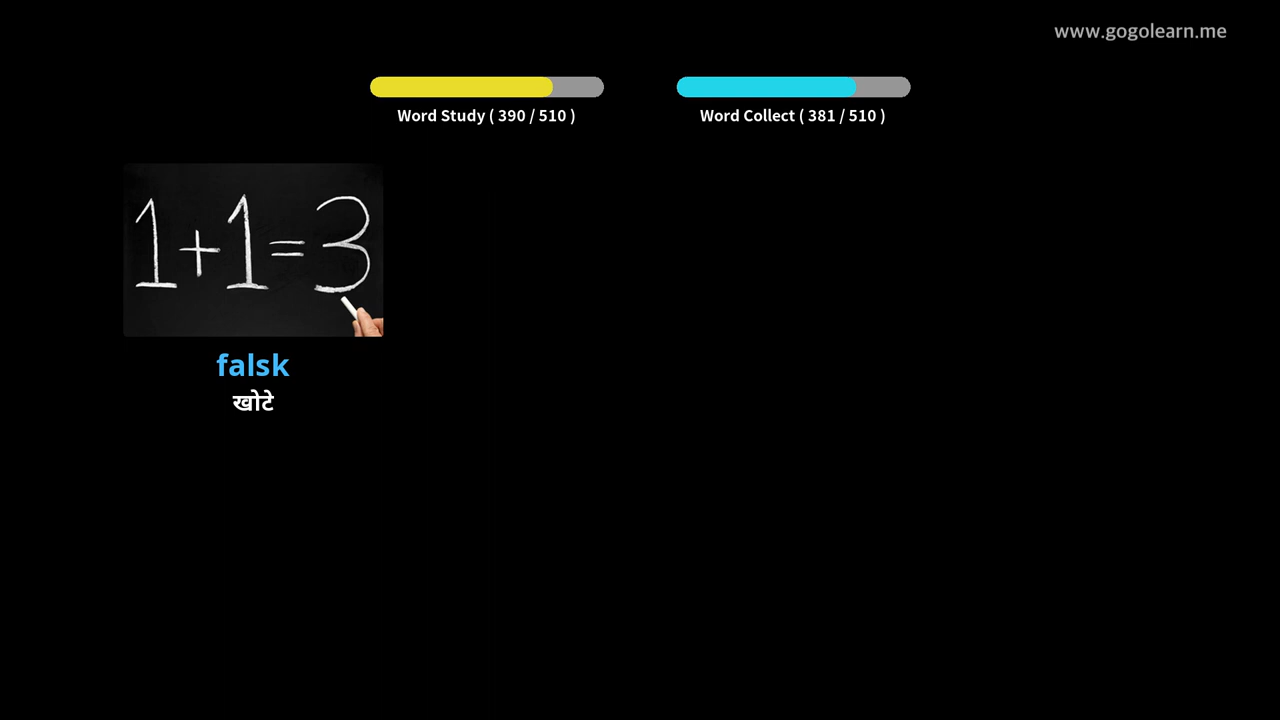 www.gogolearn.me
Word Study ( 390 / 510 )
Word Collect ( 381 / 510 )
1+1=3
falsk
खोटे